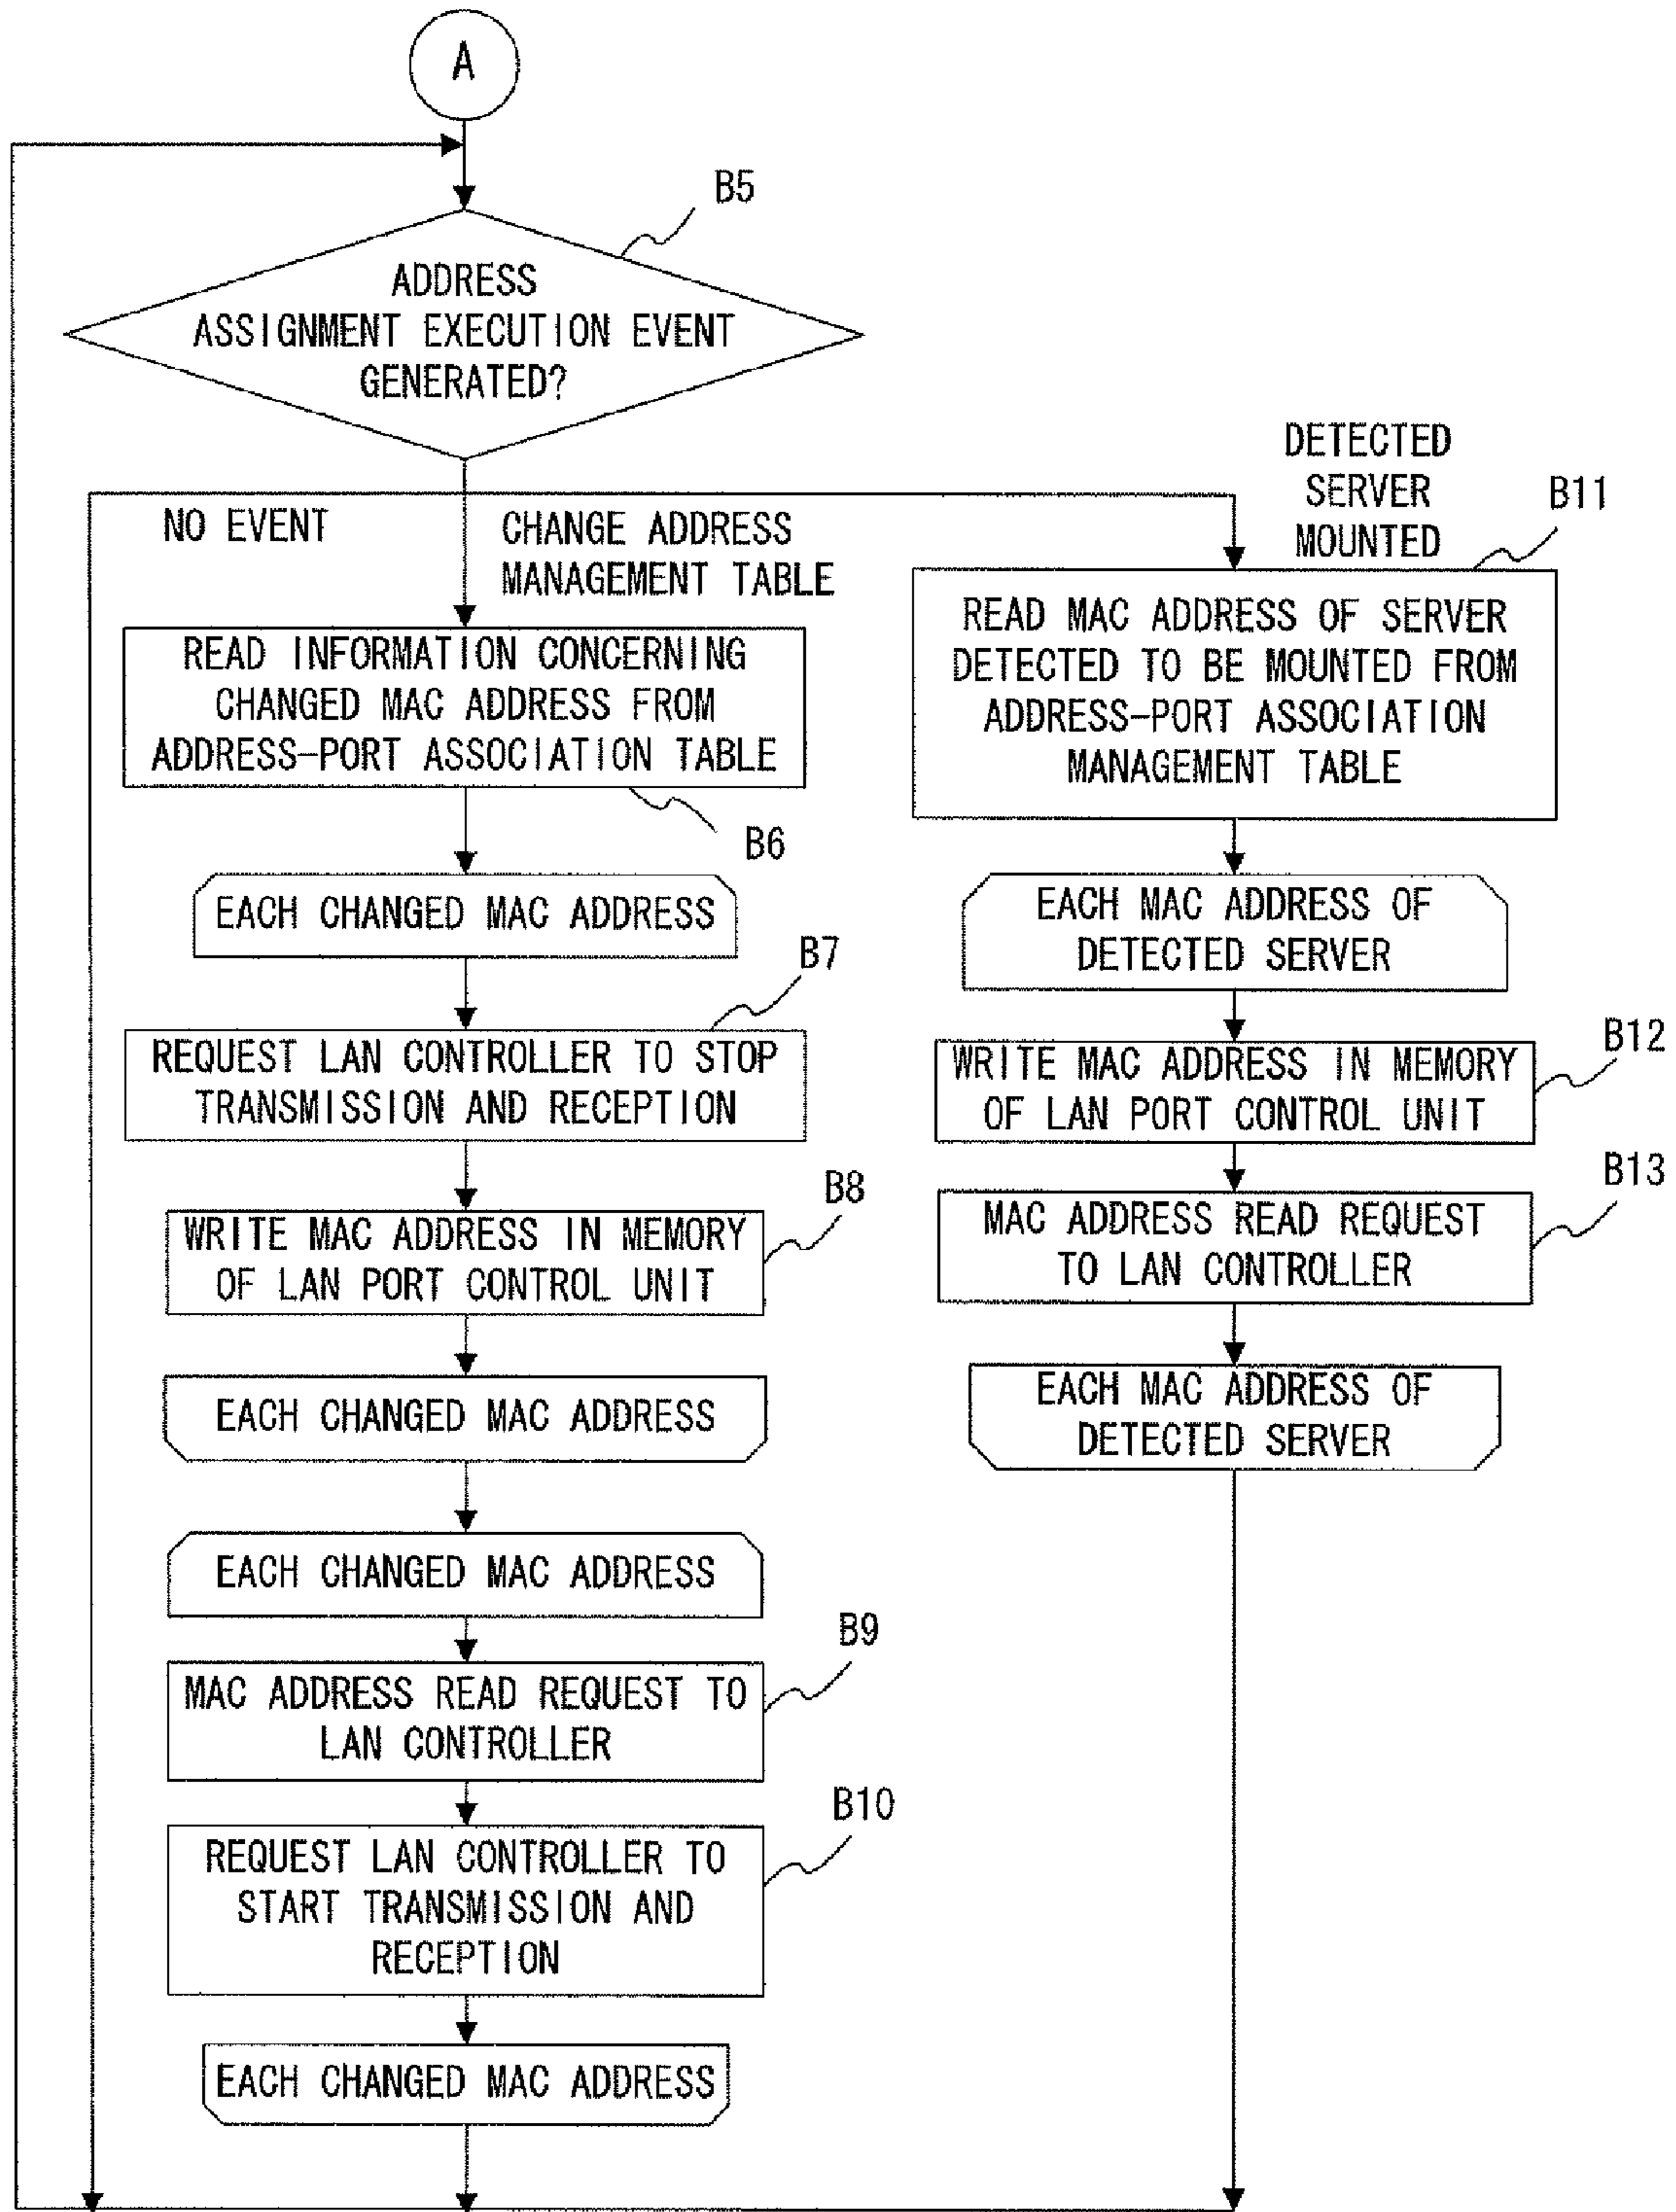 A
B5
ADDRESS
ASSIGNMENT EXECUTION EVENT
GENERATED?
NO EVENT
CHANGE ADDRESS
MANAGEMENT TABLE
DETECTED
SERVER
MOUNTED
B11
READ INFORMATION CONCERNING
CHANGED MAC ADDRESS FROM
ADDRESS-PORT ASSOCIATION TABLE
B6
READ MAC ADDRESS OF SERVER
DETECTED TO BE MOUNTED FROM
ADDRESS-PORT ASSOCIATION
MANAGEMENT TABLE
EACH CHANGED MAC ADDRESS
EACH MAC ADDRESS OF
DETECTED SERVER
B7
REQUEST LAN CONTROLLER TO STOP
TRANSMISSION AND RECEPTION
B12
WRITE MAC ADDRESS IN MEMORY
OF LAN PORT CONTROL UNIT
B8
WRITE MAC ADDRESS IN MEMORY
OF LAN PORT CONTROL UNIT
B13
MAC ADDRESS READ REQUEST
TO LAN CONTROLLER
EACH CHANGED MAC ADDRESS
EACH MAC ADDRESS OF
DETECTED SERVER
EACH CHANGED MAC ADDRESS
B9
MAC ADDRESS READ REQUEST TO
LAN CONTROLLER
B10
REQUEST LAN CONTROLLER TO
START TRANSMISSION AND
RECEPTION
EACH CHANGED MAC ADDRESS